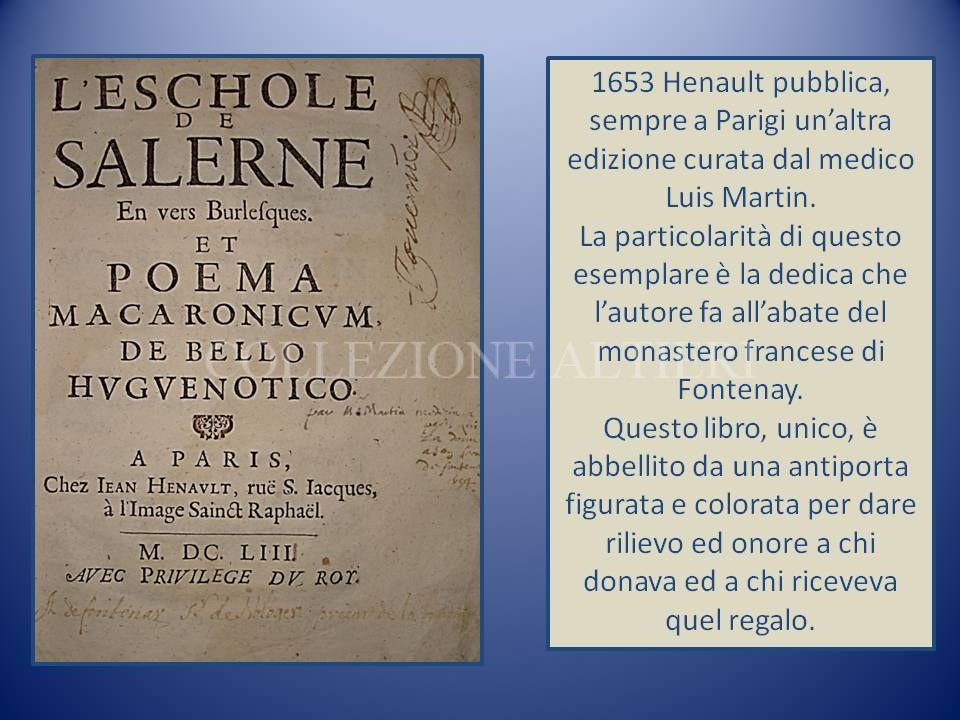 L'ESCHOLE
DE
SALERNE
En vers Burleſques.
ET
POEMA
MACARONICVM,
DE BELLO
HVGVENOTICO.
A PARIS,
Chez IEAN HENAVLT, ruë S. Iacques,
à l'Image Sainct Raphaël.
M. DC. LIII
AVEC PRIVILEGE DV ROY.
COLLEZIONE ALTIERI
1653 Henault pubblica,
sempre a Parigi un'altra
edizione curata dal medico
Luis Martin.
La particolarità di questo
esemplare è la dedica che
l'autore fa all'abate del
monastero francese di
Fontenay.
Questo libro, unico, è
abbellito da una antiporta
figurata e colorata per dare
rilievo ed onore a chi
donava ed a chi riceveva
quel regalo.